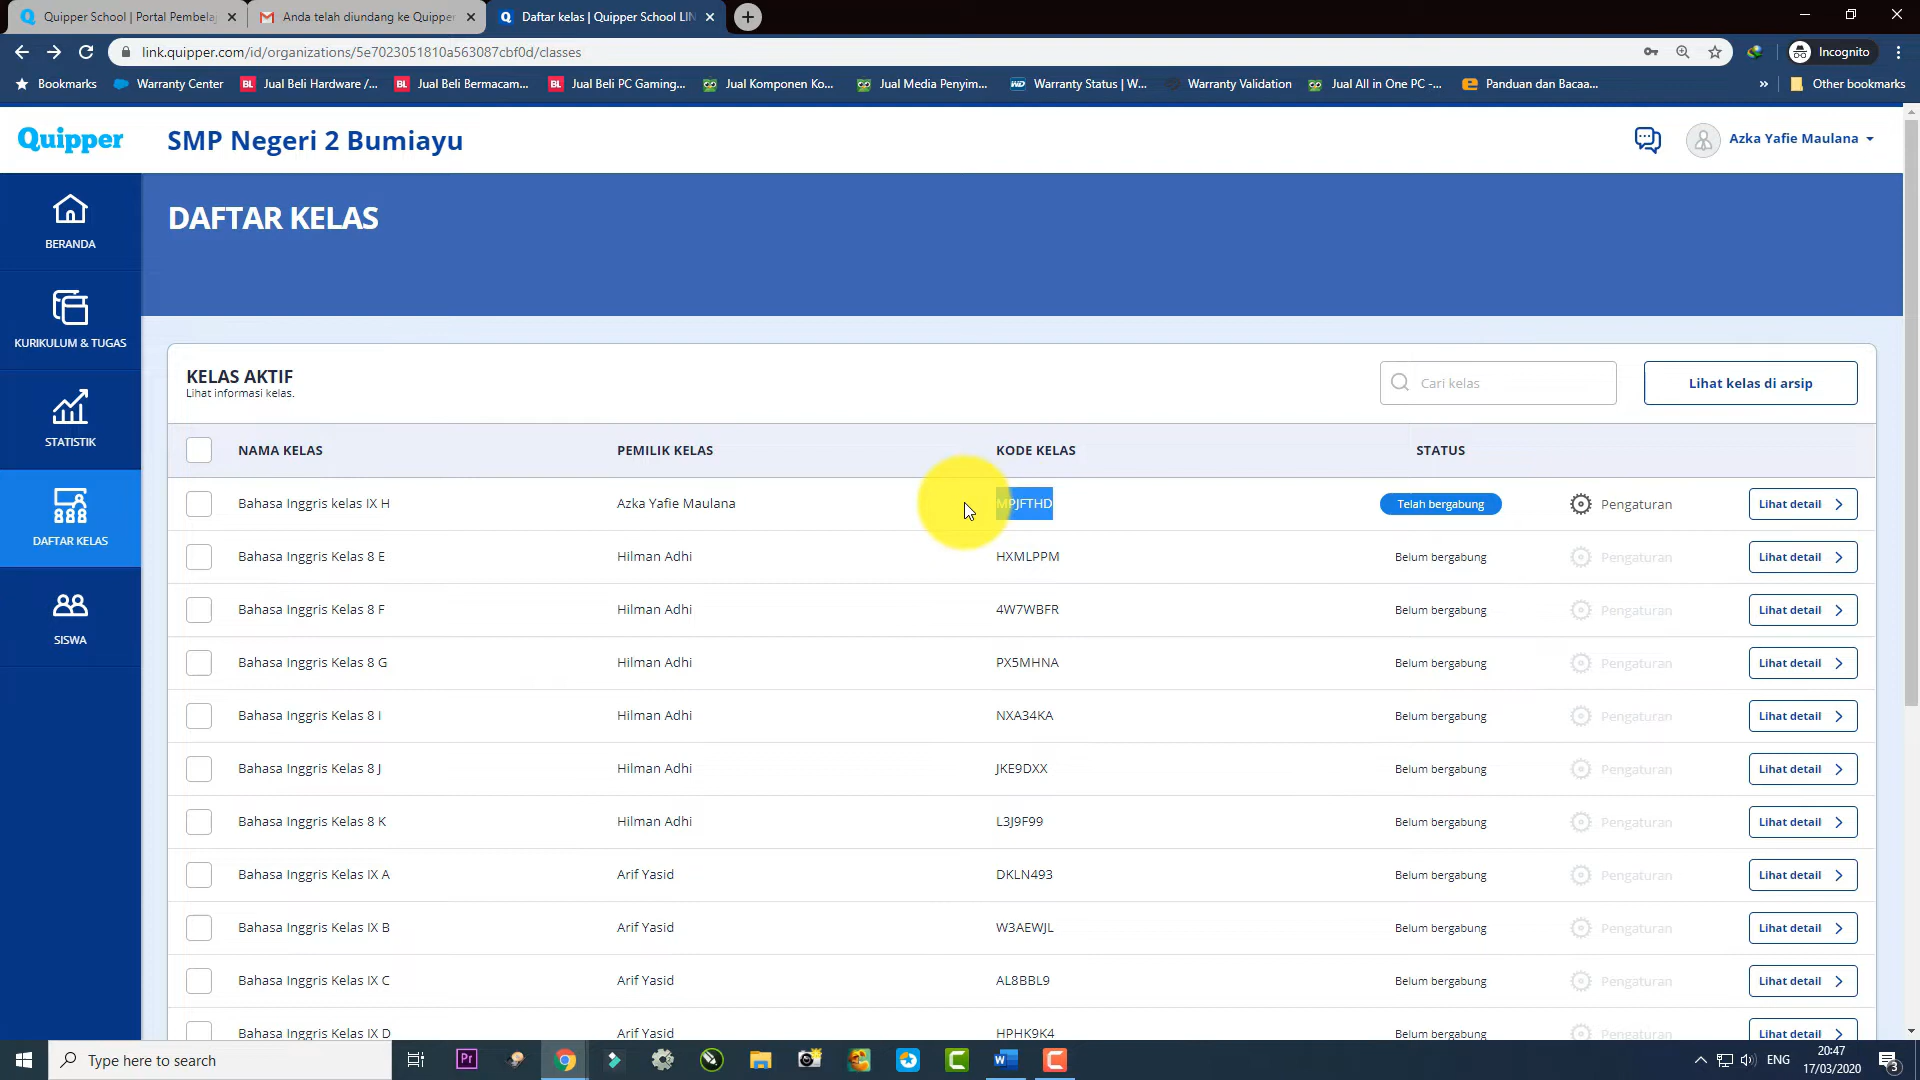 Quipper School | Portal Pembela
Anda telah diundang ke Quipper
Daftar kelas | Quipper School LIN
link.quipper.com/id/organizations/5e7023051810a563087cbf0d/classes
Incognito
Bookmarks
Warranty Center
Jual Beli Hardware /...
Jual Beli Bermacam...
Jual Beli PC Gaming...
Jual Komponen Ko...
Jual Media Penyim...
Warranty Status | W...
Warranty Validation
Jual All in One PC -...
Panduan dan Bacaa...
Other bookmarks
Quipper
SMP Negeri 2 Bumiayu
Azka Yafie Maulana
BERANDA
KURIKULUM & TUGAS
STATISTIK
DAFTAR KELAS
SISWA
DAFTAR KELAS
KELAS AKTIF
Lihat informasi kelas.
Cari kelas
Lihat kelas di arsip
NAMA KELAS PEMILIK KELAS KODE KELAS STATUS
Bahasa Inggris kelas IX H Azka Yafie Maulana MPJFTHD Telah bergabung Pengaturan Lihat detail
Bahasa Inggris Kelas 8 E Hilman Adhi HXMLPPM Belum bergabung Pengaturan Lihat detail
Bahasa Inggris Kelas 8 F Hilman Adhi 4W7WBFR Belum bergabung Pengaturan Lihat detail
Bahasa Inggris Kelas 8 G Hilman Adhi PX5MHNA Belum bergabung Pengaturan Lihat detail
Bahasa Inggris Kelas 8 I Hilman Adhi NXA34KA Belum bergabung Pengaturan Lihat detail
Bahasa Inggris Kelas 8 J Hilman Adhi JKE9DXX Belum bergabung Pengaturan Lihat detail
Bahasa Inggris Kelas 8 K Hilman Adhi L3J9F99 Belum bergabung Pengaturan Lihat detail
Bahasa Inggris Kelas IX A Arif Yasid DKLN493 Belum bergabung Pengaturan Lihat detail
Bahasa Inggris Kelas IX B Arif Yasid W3AEWJL Belum bergabung Pengaturan Lihat detail
Bahasa Inggris Kelas IX C Arif Yasid AL8BBL9 Belum bergabung Pengaturan Lihat detail
Bahasa Inggris Kelas IX D Arif Yasid HPHK9K4 Belum bergabung Pengaturan Lihat detail
Type here to search
Pr
ENG
20:47
17/03/2020
3